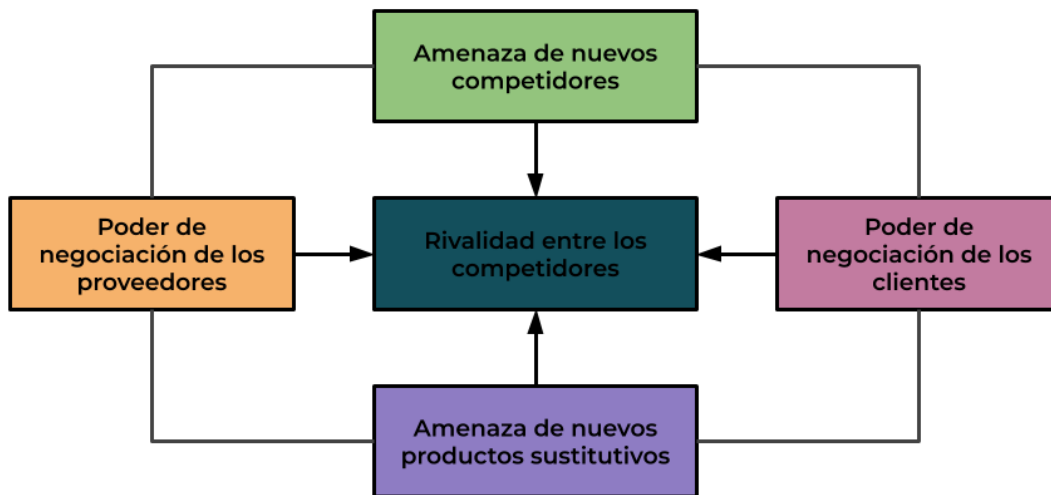 Amenaza de nuevos
competidores
Poder de
negociación de los
proveedores
Rivalidad entre los
competidores
Poder de
negociación de los
clientes
Amenaza de nuevos
productos sustitutivos